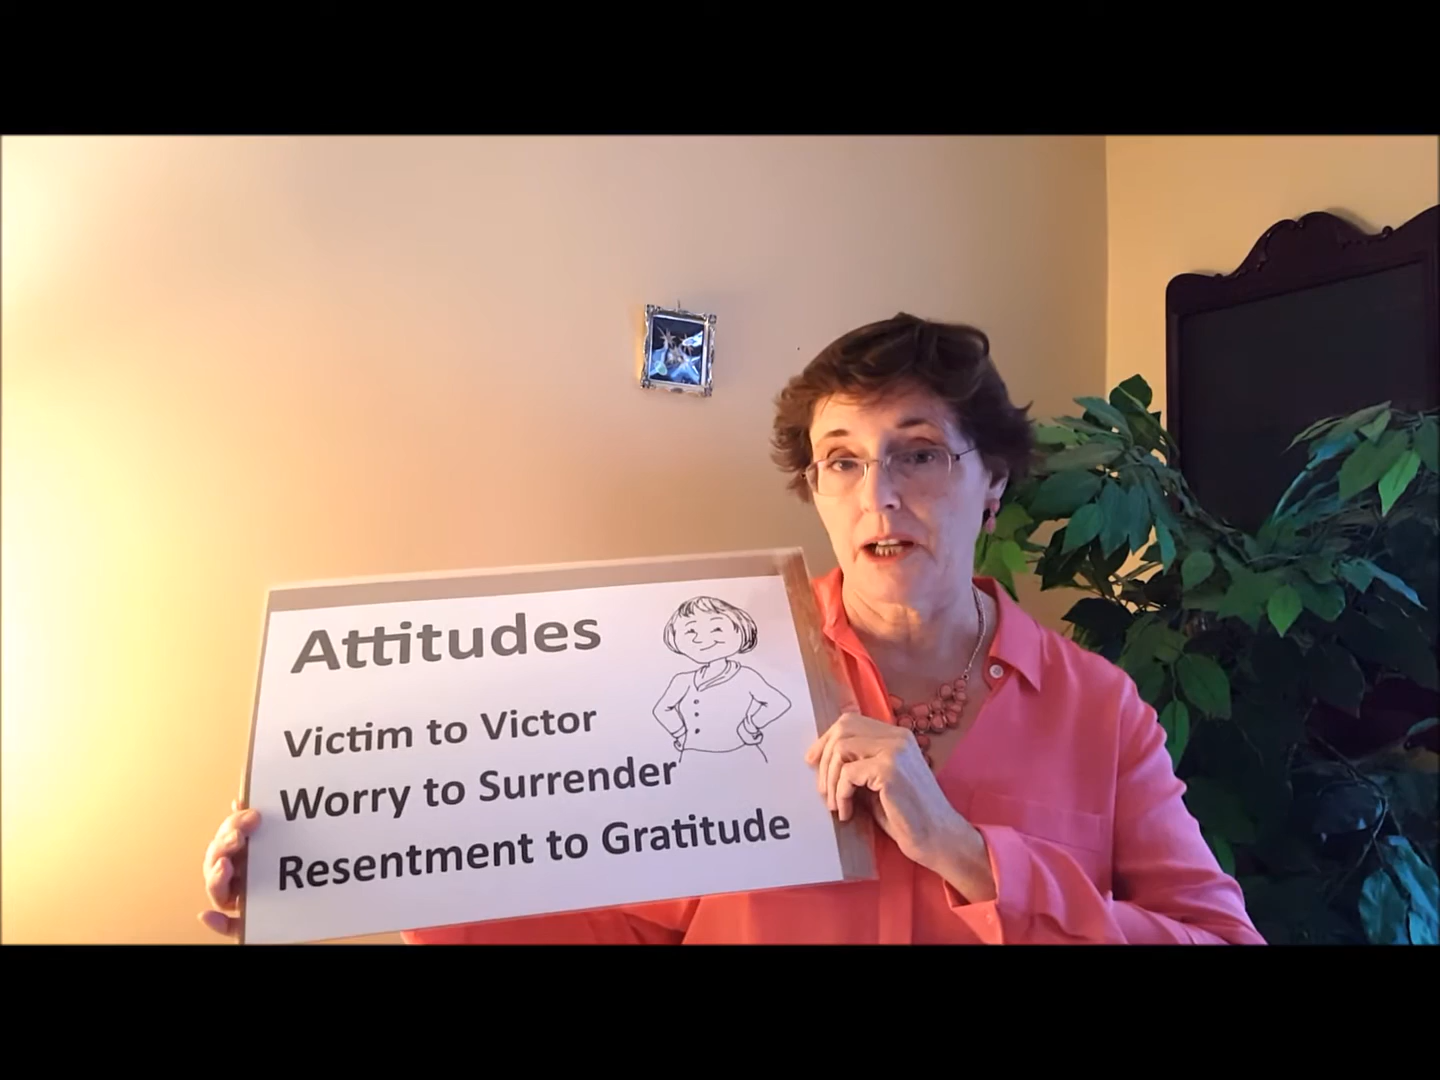 Attitudes
Victim to Victor
Worry to Surrender
Resentment to Gratitude